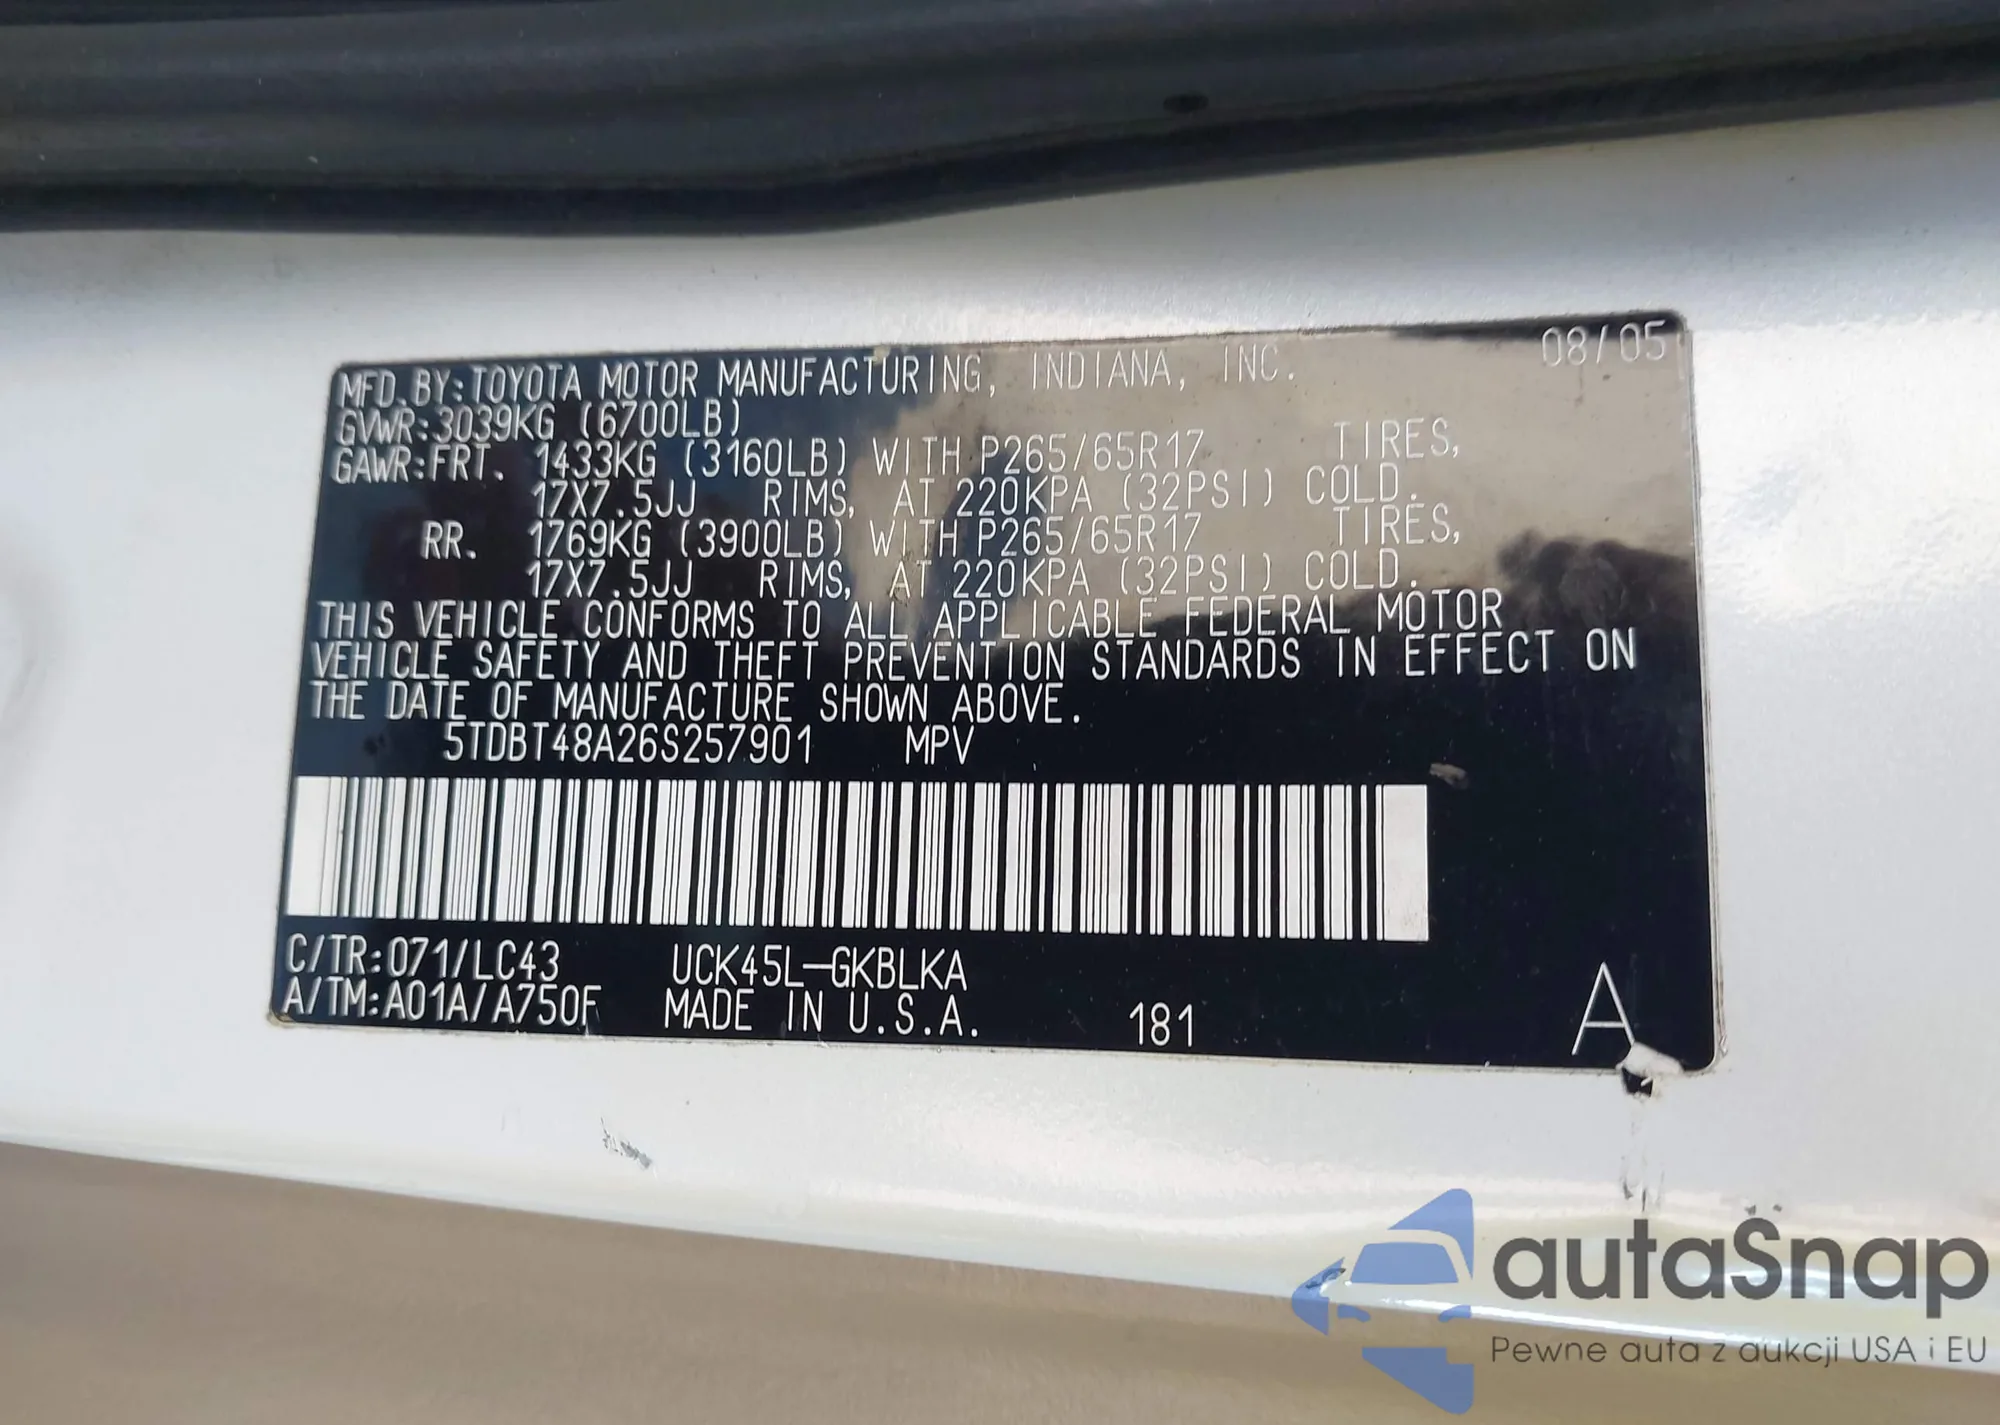 08/05
MFD.BY:TOYOTA MOTOR MANUFACTURING, INDIANA, INC.
GVWR:3039KG (6700LB)
GAWR:FRT. 1433KG (3160LB) WITH P265/65R17 TIRES,
17X7.5JJ RIMS, AT 220KPA (32PSI) COLD.
RR. 1769KG (3900LB) WITH P265/65R17 TIRES,
17X7.5JJ RIMS, AT 220KPA (32PSI) COLD.
THIS VEHICLE CONFORMS TO ALL APPLICABLE FEDERAL MOTOR
VEHICLE SAFETY AND THEFT PREVENTION STANDARDS IN EFFECT ON
THE DATE OF MANUFACTURE SHOWN ABOVE.
5TDBT48A26S257901 MPV
C/TR:071/LC43 UCK45L-GKBLKA
A/TM:A01A/A750F MADE IN U.S.A. 181 A
autaSnap
Pewne auta z aukcji USA i EU